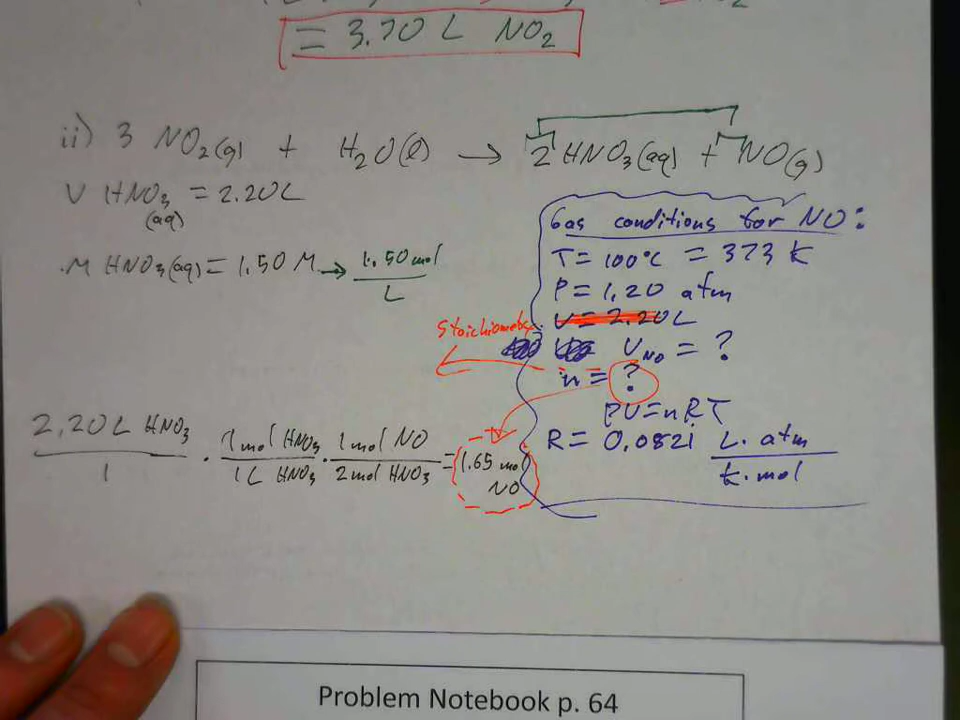 = 3.70 L NO₂
ii) 3 NO₂(g) + H₂O(l) → 2HNO₃(aq) + NO(g)
V HNO₃ (aq) = 2.20L
M HNO₃(aq) = 1.50 M → 1.50 mol / L
Gas conditions for NO:
T = 100°C = 373 K
P = 1.20 atm
V = 2.20L
Stoichiometry
V_NO = ?
n = ?
PV = nRT
R = 0.0821 L. atm / K. mol
2.20L HNO₃ / 1 · 1 mol HNO₃ / 1L HNO₃ · 1 mol NO / 2 mol HNO₃ = 1.65 mol NO
Problem Notebook p. 64